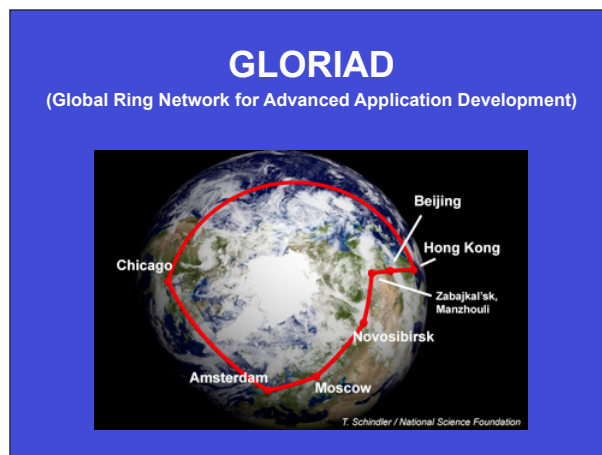 GLORIAD
(Global Ring Network for Advanced Application Development)
Beijing
Hong Kong
Chicago
Zabajkal'sk,
Manzhouli
Novosibirsk
Amsterdam
Moscow
T. Schindler / National Science Foundation